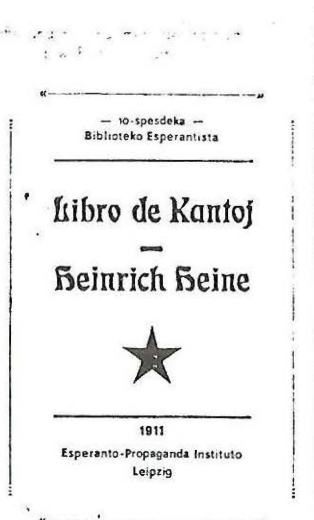 — 10-spesdeka —
Biblioteko Esperantista
Libro de Kantoj
Heinrich Heine
1911
Esperanto-Propaganda Instituto
Leipzig